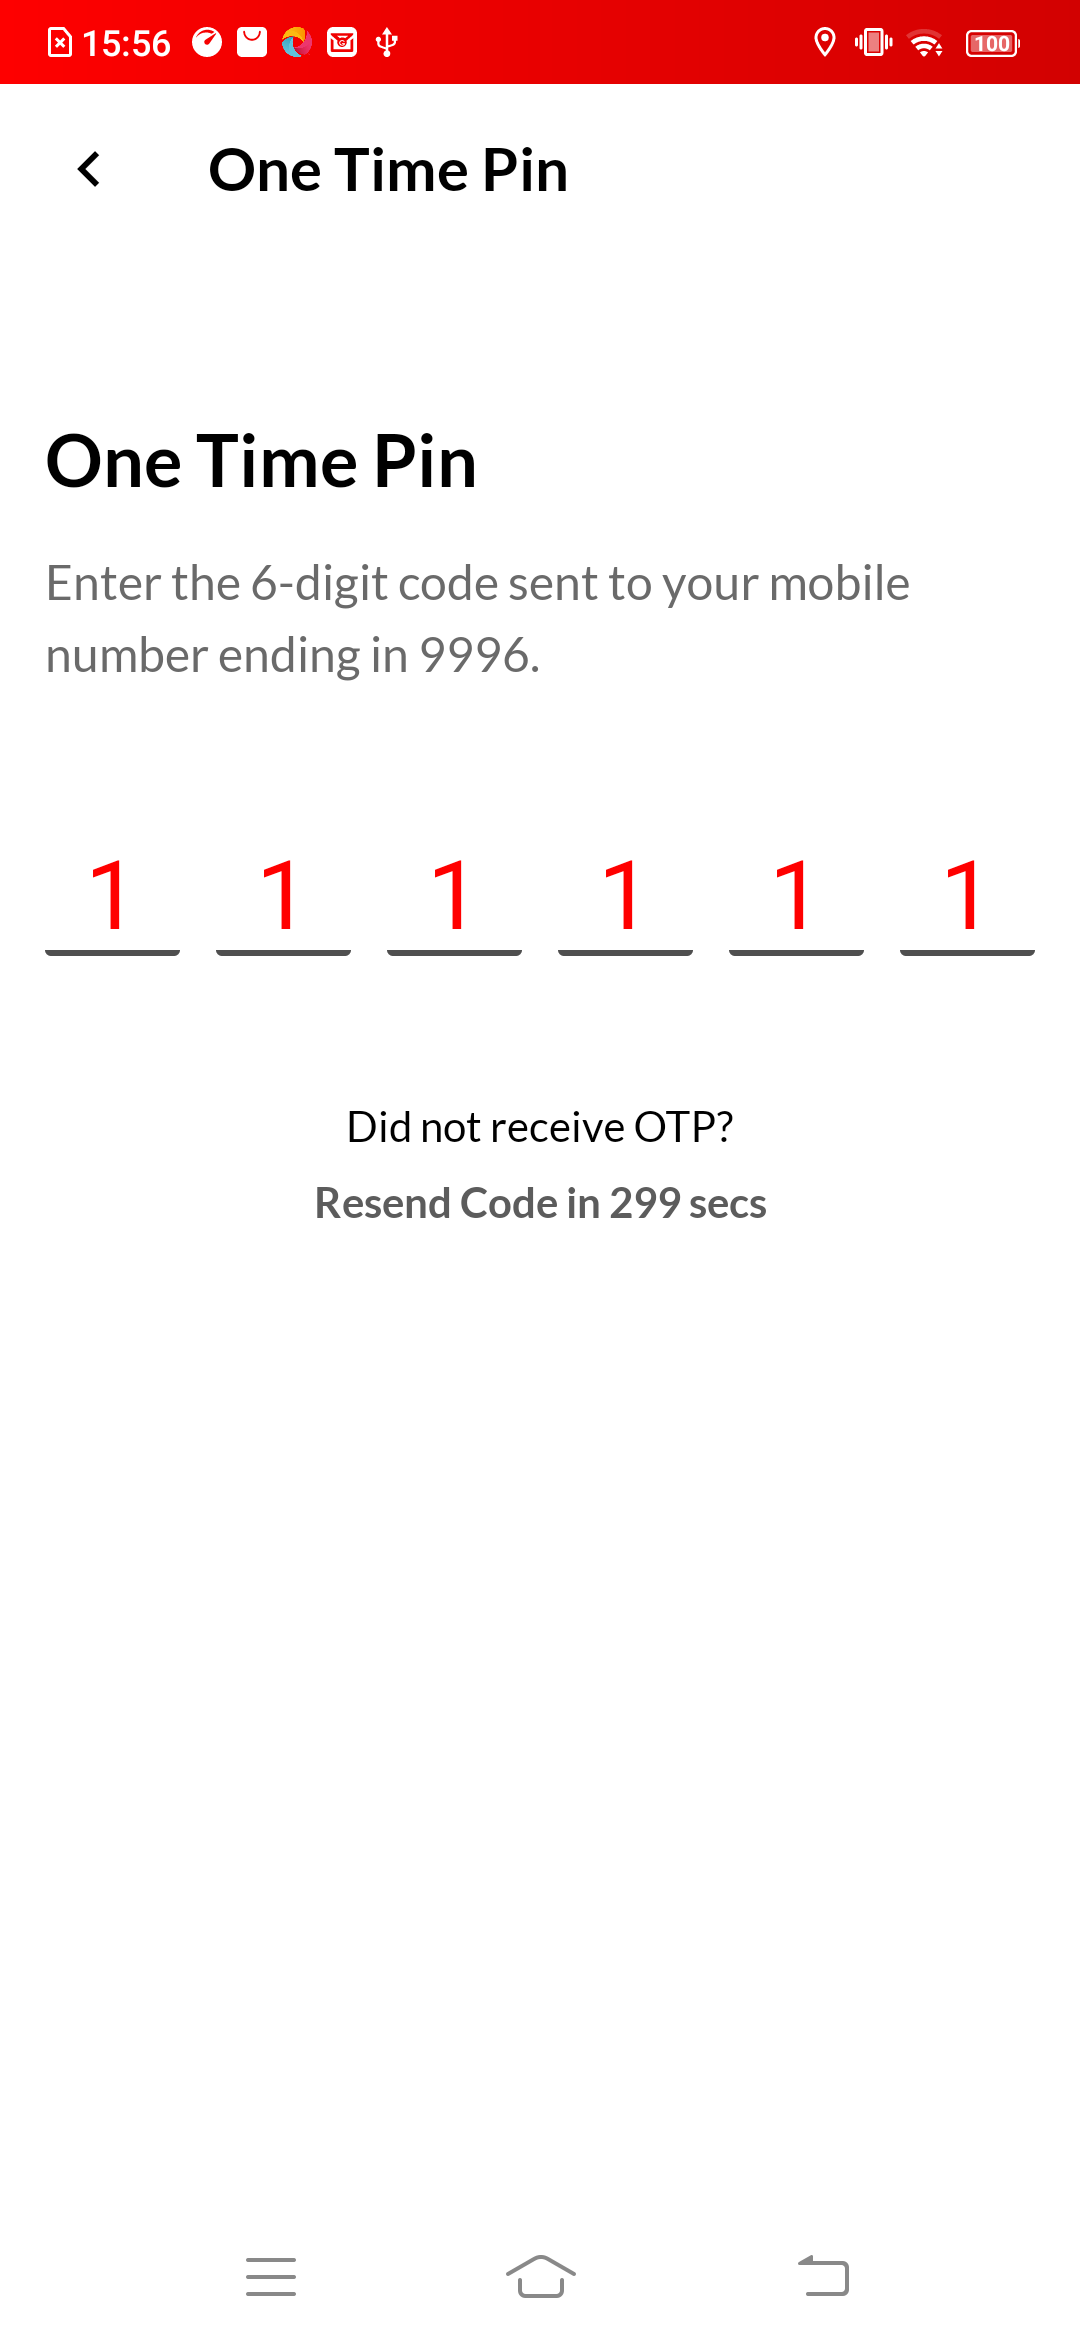 15:56
100
One Time Pin
One Time Pin
Enter the 6-digit code sent to your mobile
number ending in 9996.
1 1 1 1 1 1
Did not receive OTP?
Resend Code in 299 secs